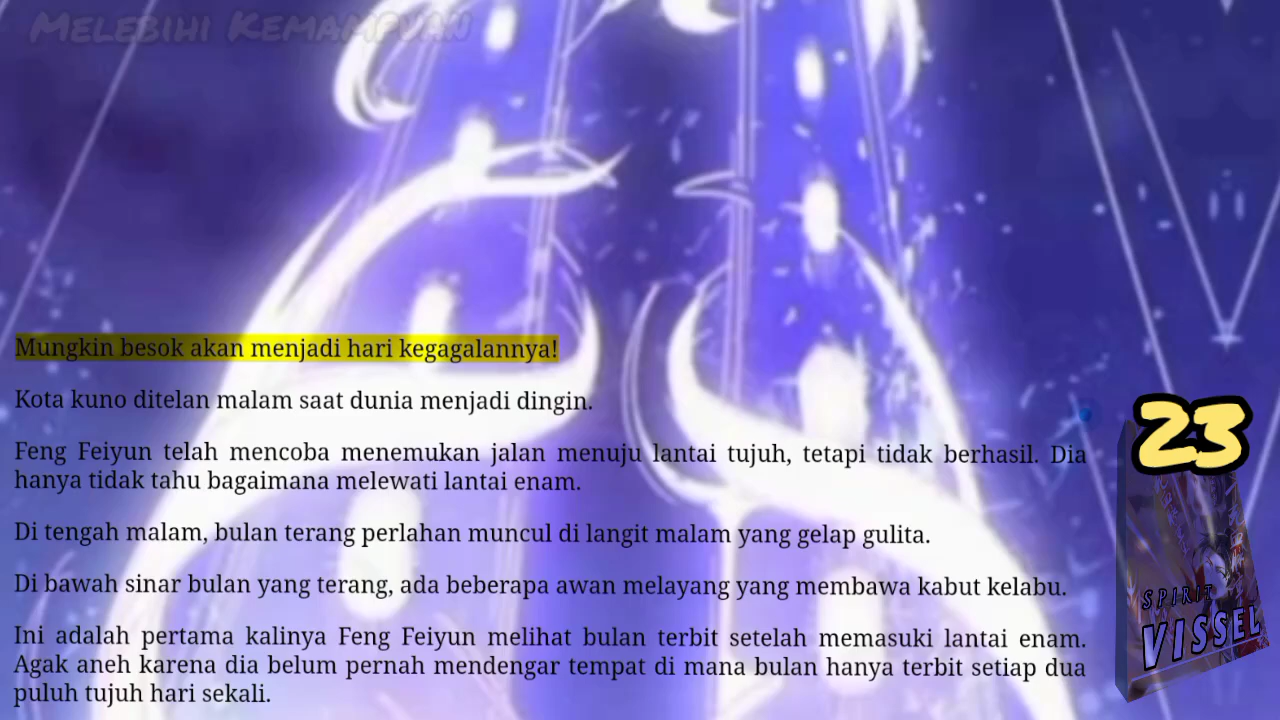 Melebihi Kemampuan
Mungkin besok akan menjadi hari kegagalannya!
Kota kuno ditelan malam saat dunia menjadi dingin.
Feng Feiyun telah mencoba menemukan jalan menuju lantai tujuh, tetapi tidak berhasil. Dia
hanya tidak tahu bagaimana melewati lantai enam.
Di tengah malam, bulan terang perlahan muncul di langit malam yang gelap gulita.
Di bawah sinar bulan yang terang, ada beberapa awan melayang yang membawa kabut kelabu.
Ini adalah pertama kalinya Feng Feiyun melihat bulan terbit setelah memasuki lantai enam.
Agak aneh karena dia belum pernah mendengar tempat di mana bulan hanya terbit setiap dua
puluh tujuh hari sekali.
23
SPIRIT
VISSEL